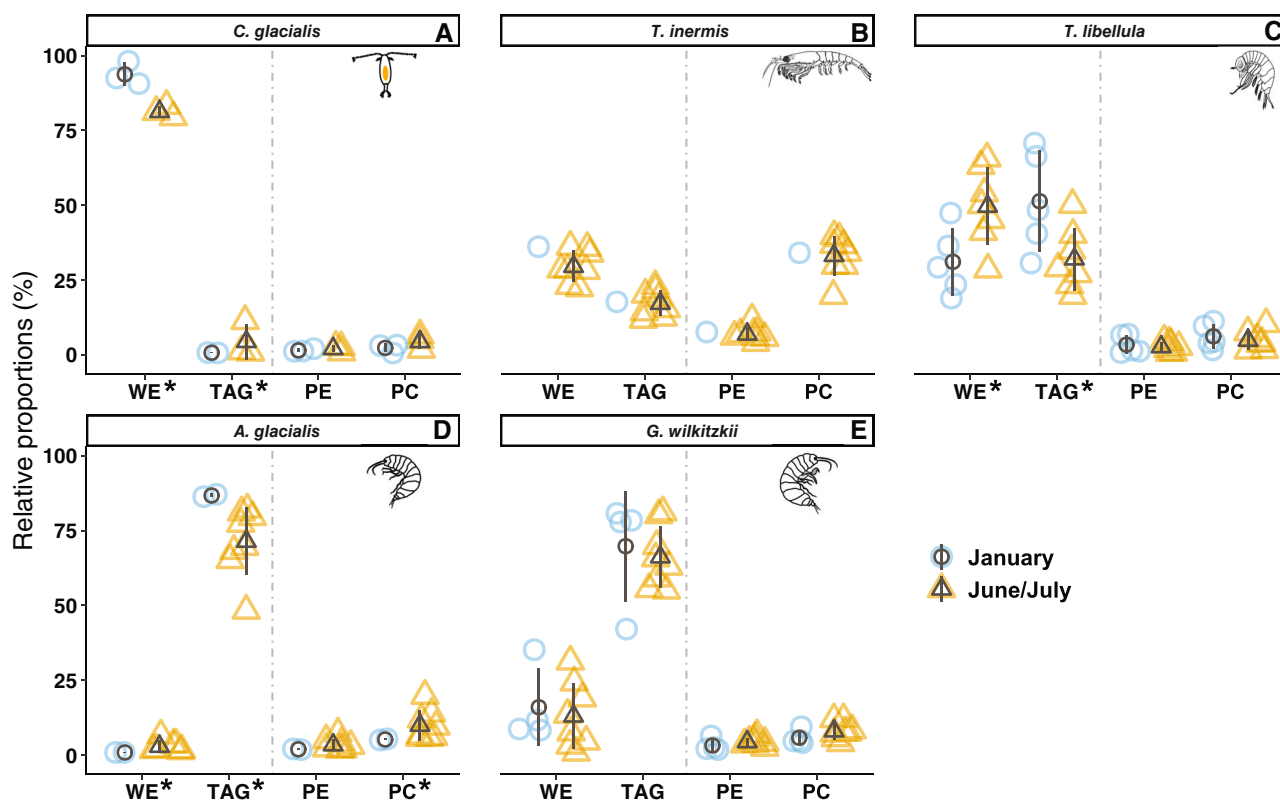 C. glacialis A
T. inermis B
T. libellula C
100
75
50
25
0
WE* TAG* PE PC
WE TAG PE PC
WE* TAG* PE PC
Relative proportions (%)
A. glacialis D
G. wilkitzkii E
100
75
50
25
0
January
June/July
WE* TAG* PE PC*
WE TAG PE PC